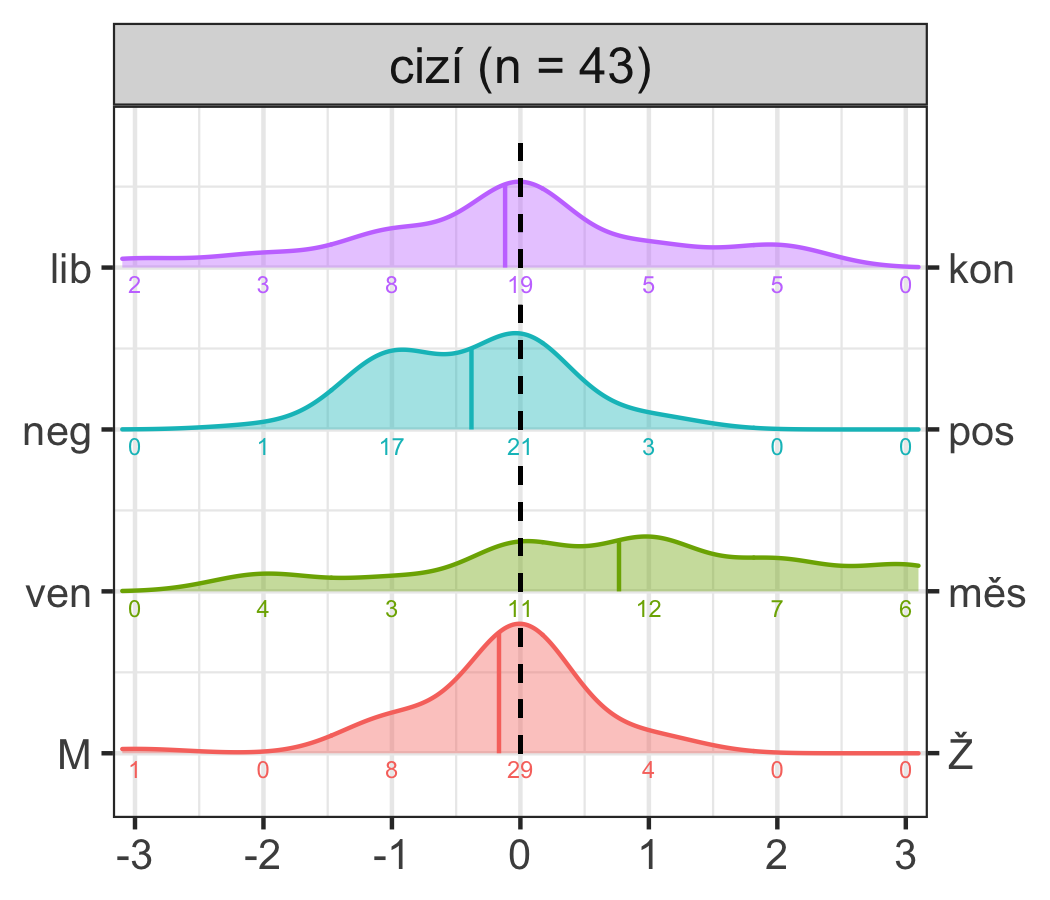 cizí (n = 43)
lib kon
2 3 8 19 5 5 0
neg pos
0 1 17 21 3 0 0
ven měs
0 4 3 11 12 7 6
M Ž
1 0 8 29 4 0 0
-3 -2 -1 0 1 2 3